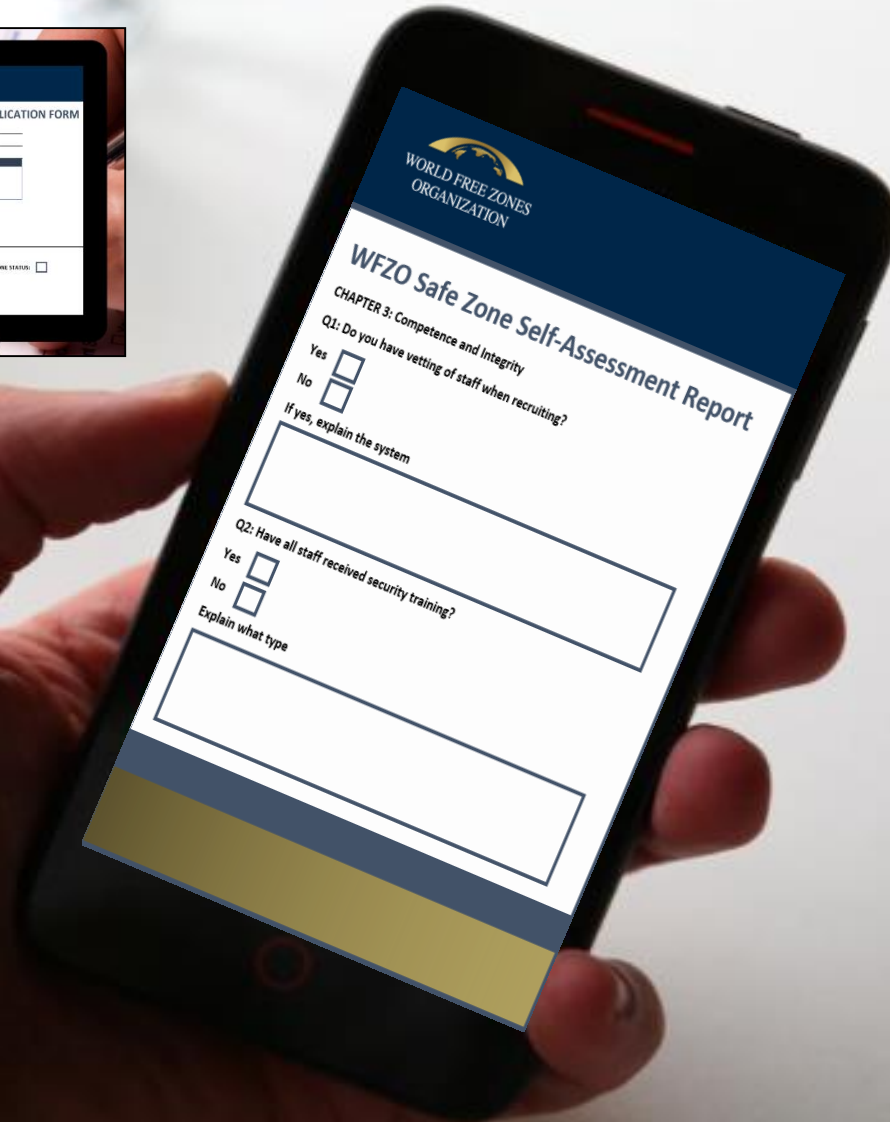 LICATION FORM
NE STATUS:
WORLD FREE ZONES
ORGANIZATION
WFZO Safe Zone Self-Assessment Report
CHAPTER 3: Competence and Integrity
Q1: Do you have vetting of staff when recruiting?
Yes
No
If yes, explain the system
Q2: Have all staff received security training?
Yes
No
Explain what type